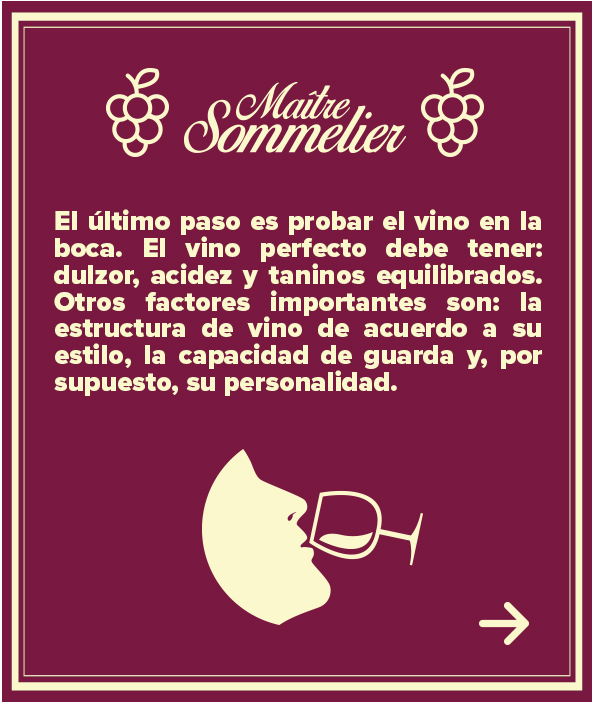 Maître
Sommelier
El último paso es probar el vino en la
boca. El vino perfecto debe tener:
dulzor, acidez y taninos equilibrados.
Otros factores importantes son: la
estructura de vino de acuerdo a su
estilo, la capacidad de guarda y, por
supuesto, su personalidad.